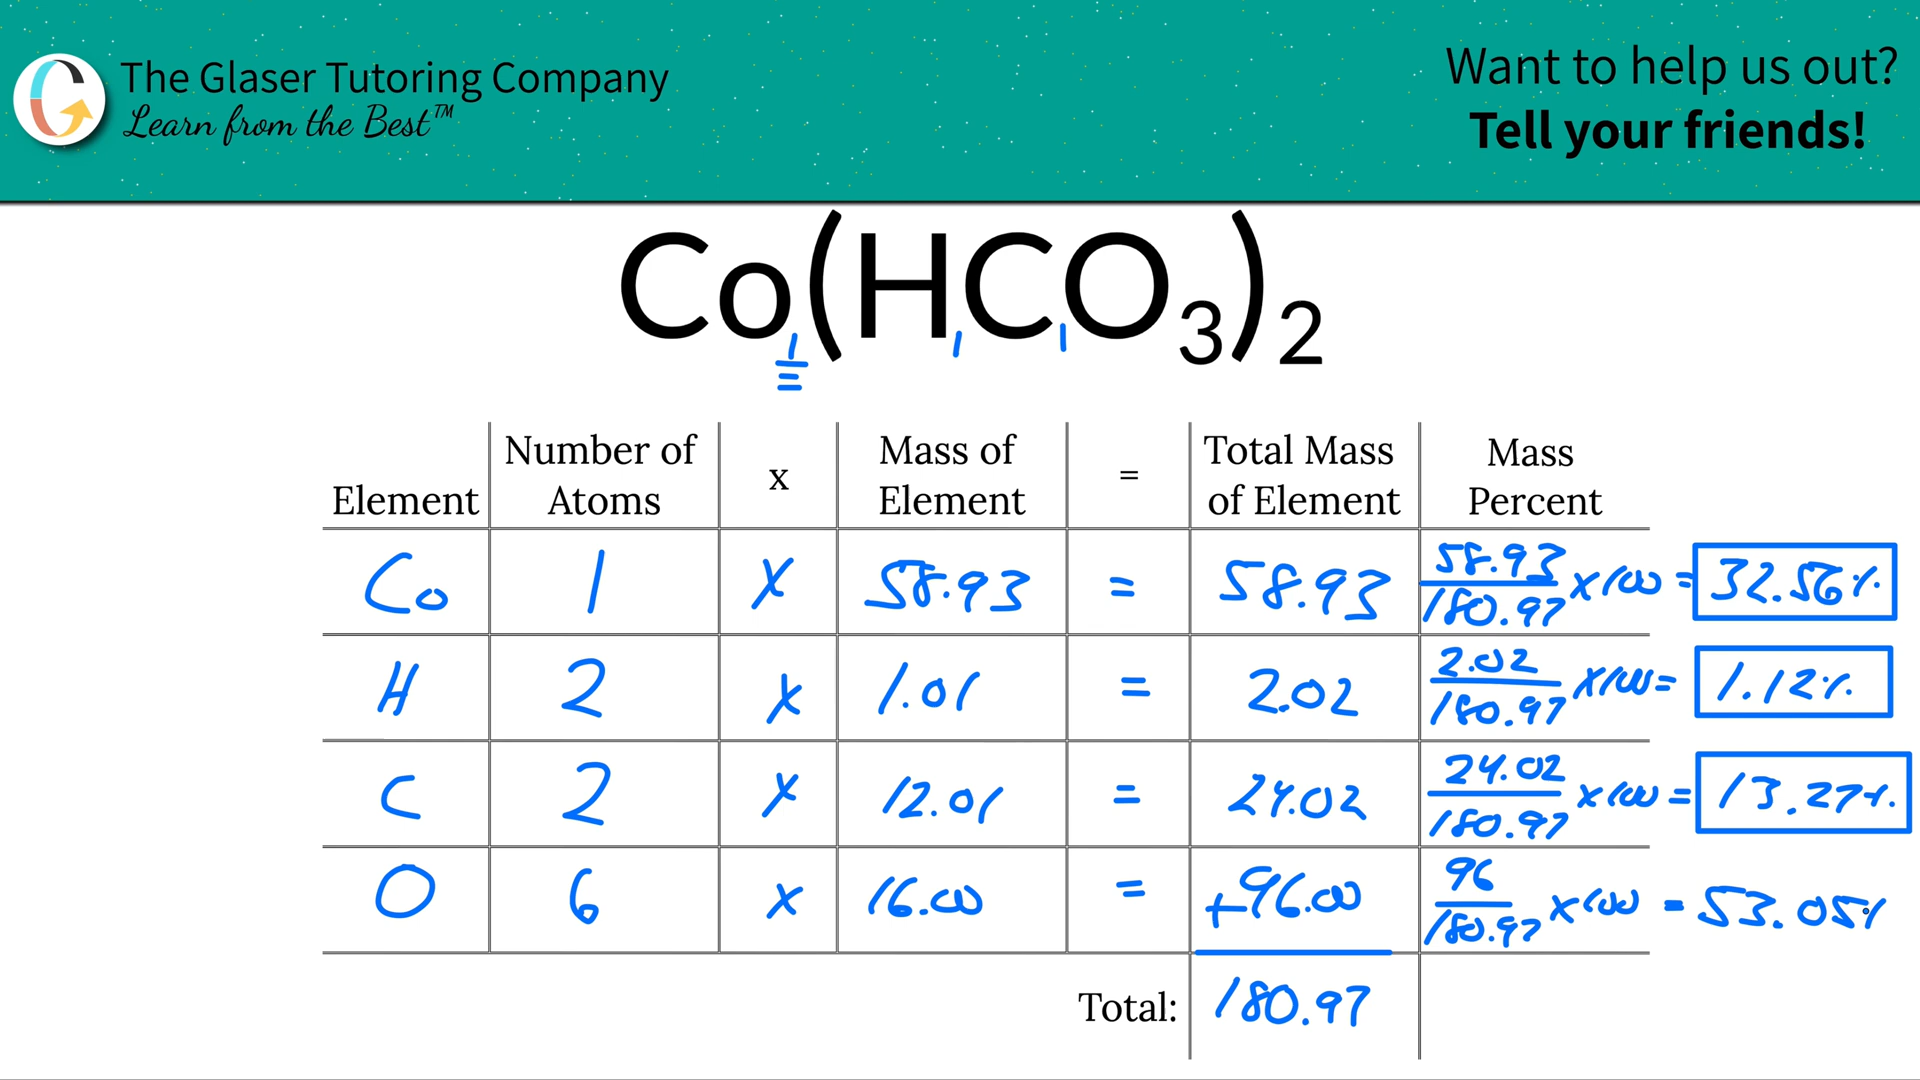 The Glaser Tutoring Company
Learn from the Best™
Want to help us out?
Tell your friends!
Co(HCO₃)₂
1 1 1
Element Number of Atoms x Mass of Element = Total Mass of Element Mass Percent
Co 1 x 58.93 = 58.93 58.93/180.97 x 100 = 32.56%
H 2 x 1.01 = 2.02 2.02/180.97 x 100 = 1.12%
C 2 x 12.01 = 24.02 24.02/180.97 x 100 = 13.27%
O 6 x 16.00 = +96.00 96/180.97 x 100 = 53.05%
Total: 180.97